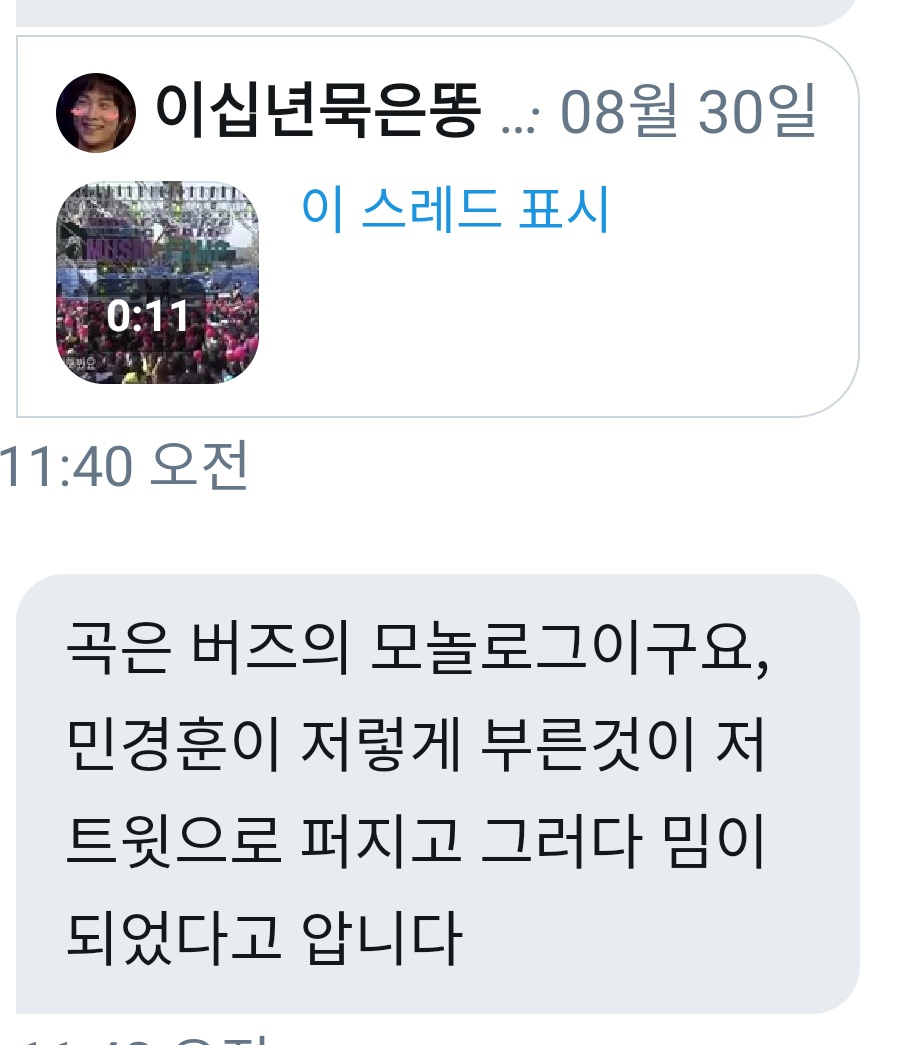 이십년묵은똥 ...· 08월 30일
이 스레드 표시
MUSIC
0:11
11:40 오전
곡은 버즈의 모놀로그이구요,
민경훈이 저렇게 부른것이 저
트윗으로 퍼지고 그러다 밈이
되었다고 압니다